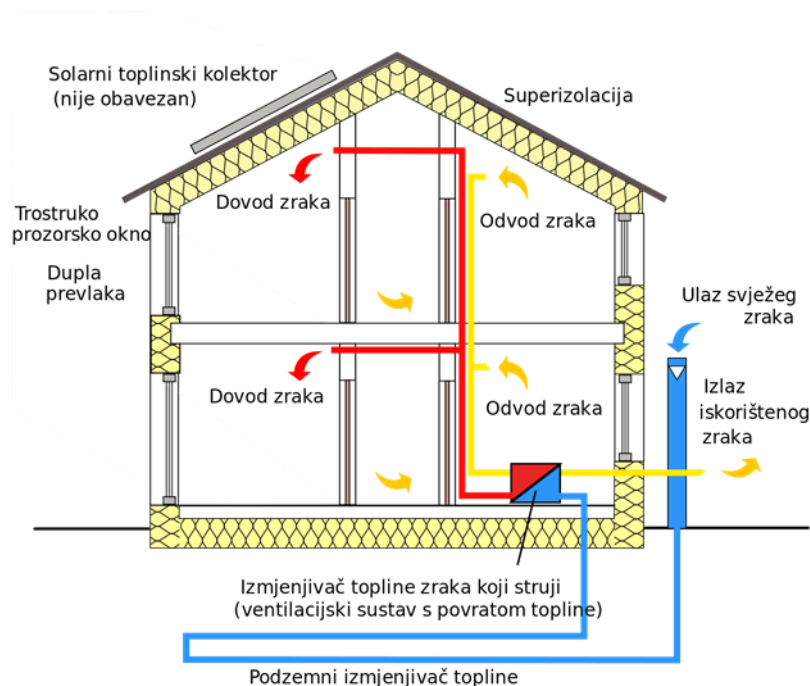 Solarni toplinski kolektor
(nije obavezan)
Superizolacija
Dovod zraka
Odvod zraka
Trostruko
prozorsko okno
Dupla
prevlaka
Ulaz svježeg
zraka
Dovod zraka
Odvod zraka
Izlaz
iskorištenog
zraka
Izmjenjivač topline zraka koji struji
(ventilacijski sustav s povratom topline)
Podzemni izmjenjivač topline